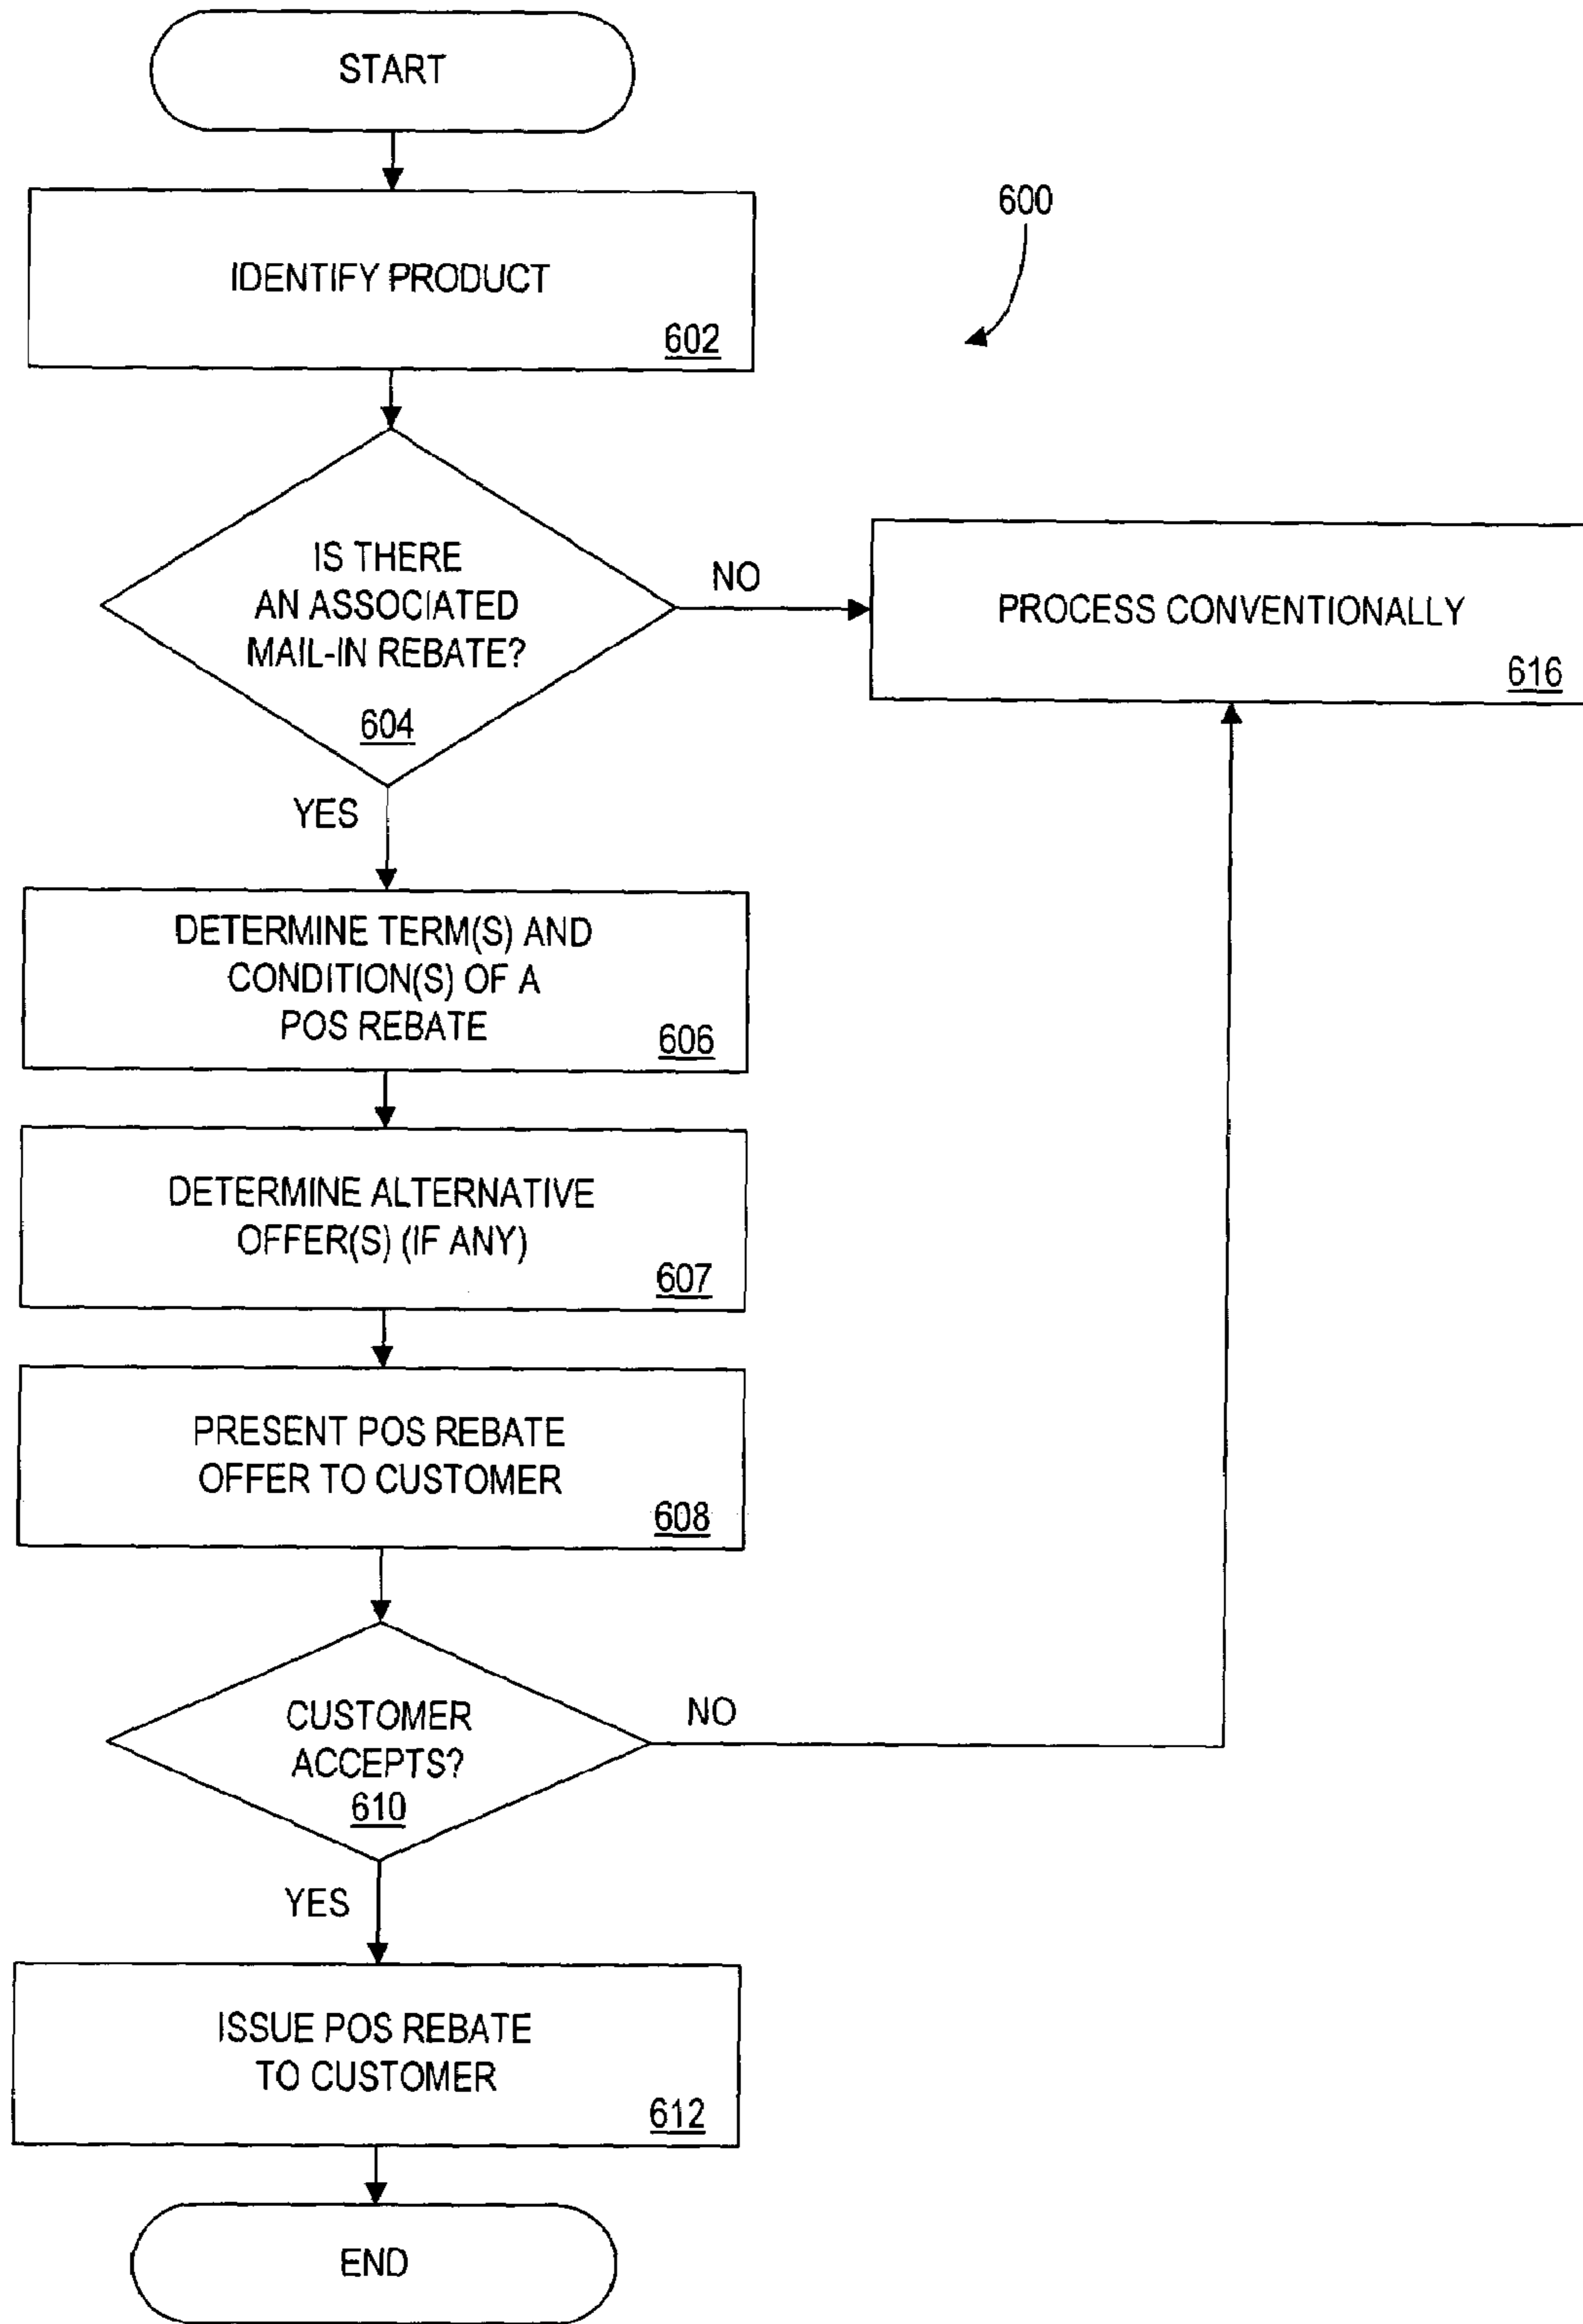 START
IDENTIFY PRODUCT
602
600
IS THERE
AN ASSOCIATED
MAIL-IN REBATE?
604
NO
PROCESS CONVENTIONALLY
616
YES
DETERMINE TERM(S) AND
CONDITION(S) OF A
POS REBATE
606
DETERMINE ALTERNATIVE
OFFER(S) (IF ANY)
607
PRESENT POS REBATE
OFFER TO CUSTOMER
608
CUSTOMER
ACCEPTS?
610
NO
YES
ISSUE POS REBATE
TO CUSTOMER
612
END